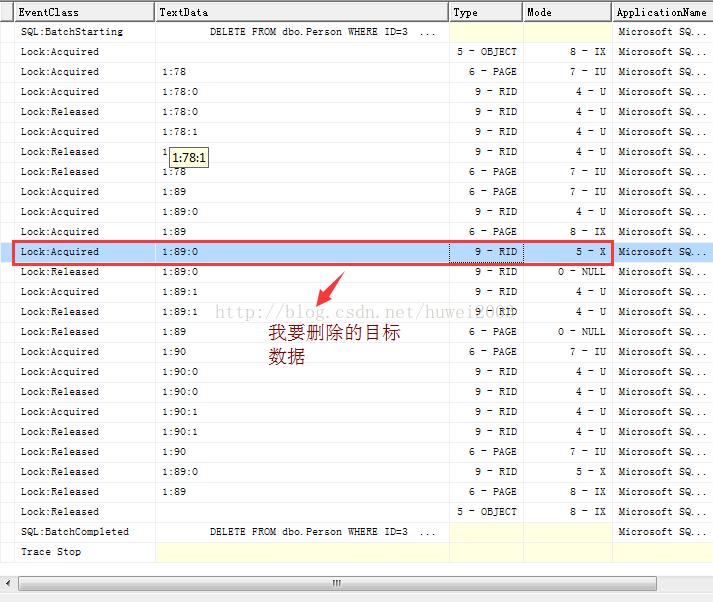 EventClass TextData Type Mode ApplicationName
SQL:BatchStarting DELETE FROM dbo.Person WHERE ID=3 ... Microsoft SQ...
Lock:Acquired 5 - OBJECT 8 - IX Microsoft SQ...
Lock:Acquired 1:78 6 - PAGE 7 - IU Microsoft SQ...
Lock:Acquired 1:78:0 9 - RID 4 - U Microsoft SQ...
Lock:Released 1:78:0 9 - RID 4 - U Microsoft SQ...
Lock:Acquired 1:78:1 9 - RID 4 - U Microsoft SQ...
Lock:Released 1 9 - RID 4 - U Microsoft SQ...
1:78:1
Lock:Released 1:78 6 - PAGE 7 - IU Microsoft SQ...
Lock:Acquired 1:89 6 - PAGE 7 - IU Microsoft SQ...
Lock:Acquired 1:89:0 9 - RID 4 - U Microsoft SQ...
Lock:Acquired 1:89 6 - PAGE 8 - IX Microsoft SQ...
Lock:Acquired 1:89:0 9 - RID 5 - X Microsoft SQ...
Lock:Released 1:89:0 9 - RID 0 - NULL Microsoft SQ...
Lock:Acquired 1:89:1 9 - RID 4 - U Microsoft SQ...
Lock:Released 1:89:1 9 - RID 4 - U Microsoft SQ...
Lock:Released 1:89 6 - PAGE 0 - NULL Microsoft SQ...
Lock:Acquired 1:90 6 - PAGE 7 - IU Microsoft SQ...
我要删除的目标
数据
Lock:Acquired 1:90:0 9 - RID 4 - U Microsoft SQ...
Lock:Released 1:90:0 9 - RID 4 - U Microsoft SQ...
Lock:Acquired 1:90:1 9 - RID 4 - U Microsoft SQ...
Lock:Released 1:90:1 9 - RID 4 - U Microsoft SQ...
Lock:Released 1:90 6 - PAGE 7 - IU Microsoft SQ...
Lock:Released 1:89:0 9 - RID 5 - X Microsoft SQ...
Lock:Released 1:89 6 - PAGE 8 - IX Microsoft SQ...
Lock:Released 5 - OBJECT 8 - IX Microsoft SQ...
SQL:BatchCompleted DELETE FROM dbo.Person WHERE ID=3 ... Microsoft SQ...
Trace Stop